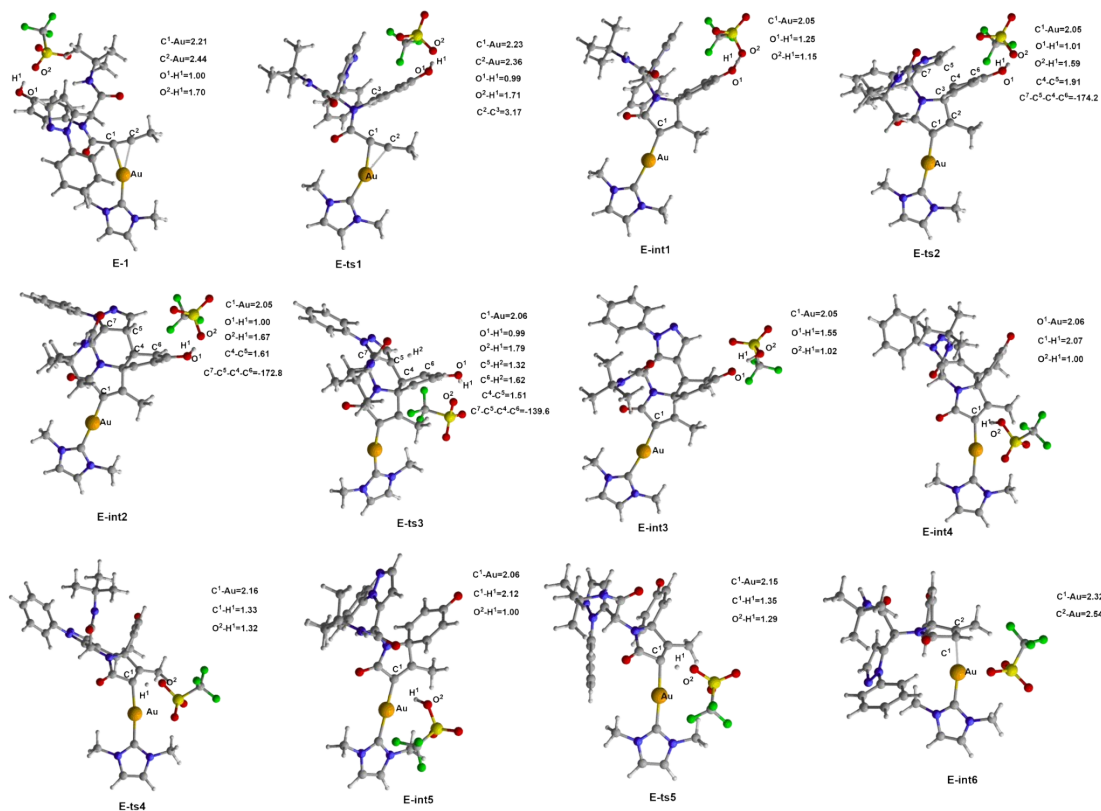 C¹-Au=2.21
C²-Au=2.44
O¹-H¹=1.00
O²-H¹=1.70
O²
H¹
O¹
C¹
C²
Au
E-1
C¹-Au=2.23
C²-Au=2.36
O¹-H¹=0.99
O²-H¹=1.71
C²-C³=3.17
O²
H¹
O¹
C³
C¹
C²
Au
E-ts1
C¹-Au=2.05
O¹-H¹=1.25
O²-H¹=1.15
O²
H¹
O¹
C¹
Au
E-int1
C¹-Au=2.05
O¹-H¹=1.01
O²-H¹=1.59
C⁴-C⁵=1.91
C⁷-C⁵-C⁴-C⁶=-174.2
O²
H¹
O¹
C⁷
C⁵
C⁴
C⁶
C¹
C²
Au
E-ts2
C¹-Au=2.05
O¹-H¹=1.00
O²-H¹=1.67
C⁴-C⁵=1.61
C⁷-C⁵-C⁴-C⁶=-172.8
C⁷
C⁵
O²
H¹
C⁴
C⁶
O¹
C¹
Au
E-int2
C¹-Au=2.06
O¹-H¹=0.99
O²-H¹=1.79
C⁵-H²=1.32
C⁶-H²=1.62
C⁴-C⁵=1.51
C⁷-C⁵-C⁴-C⁶=-139.6
C⁷
C⁵
H²
C⁴
C⁶
O¹
H¹
O²
C¹
E-ts3
C¹-Au=2.05
O¹-H¹=1.55
O²-H¹=1.02
O²
H¹
O¹
C¹
Au
E-int3
O¹-Au=2.06
C¹-H¹=2.07
O²-H¹=1.00
C¹
H¹
O²
E-int4
C¹-Au=2.16
C¹-H¹=1.33
O²-H¹=1.32
C¹
O²
H¹
Au
E-ts4
C¹-Au=2.06
C¹-H¹=2.12
O²-H¹=1.00
C¹
H¹
O²
Au
E-int5
C¹-Au=2.15
C¹-H¹=1.35
O²-H¹=1.29
C¹
H¹
O²
Au
E-ts5
C¹-Au=2.32
C²-Au=2.54
C²
C¹
Au
E-int6